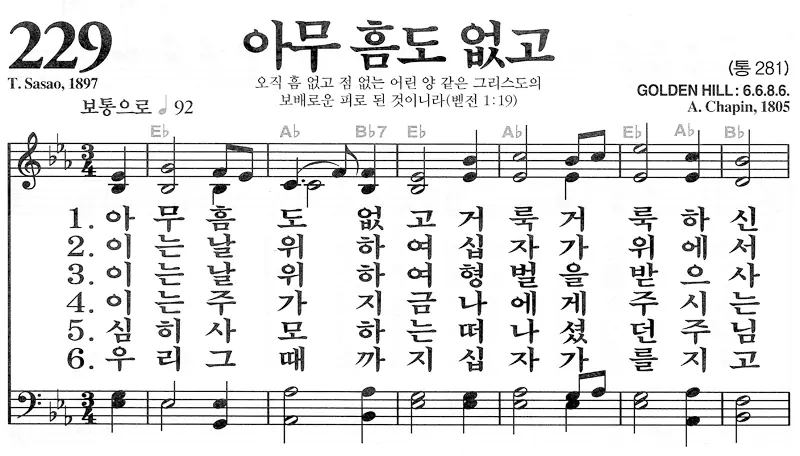 229
아무 흠도 없고
T. Sasao, 1897
오직 흠 없고 점 없는 어린 양 같은 그리스도의
보배로운 피로 된 것이니라(벧전 1:19)
(통 281)
GOLDEN HILL: 6.6.8.6.
A. Chapin, 1805
보통으로 ♩ 92
E♭ A♭ B♭7 E♭ A♭ E♭ A♭ B♭
3
4
1. 아 무 흠 도 없 고 거 룩 거 룩 하 신
2. 이 는 날 위 하 여 십 자 가 위 에 서
3. 이 는 날 위 하 여 형 벌 을 받 으 사
4. 이 는 주 가 지 금 나 에 게 주 시 는
5. 심 히 사 모 하 는 떠 나 셨 던 주 님
6. 우 리 그 때 까 지 십 자 가 를 지 고
3
4